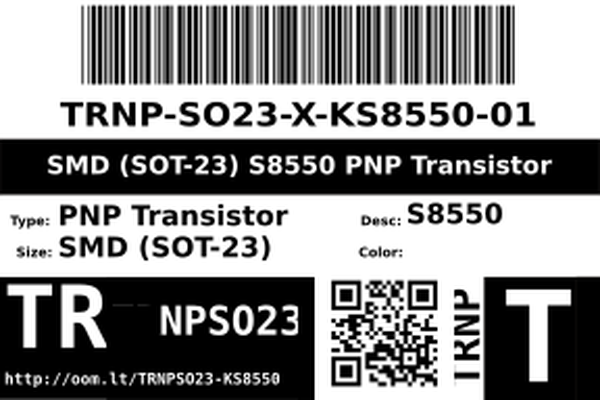 TRNP-SO23-X-KS8550-01
SMD (SOT-23) S8550 PNP Transistor
Type: PNP Transistor
Desc: S8550
Size: SMD (SOT-23)
Color:
TR
NPSO23
http://oom.lt/TRNPSO23-KS8550
TRNP
T